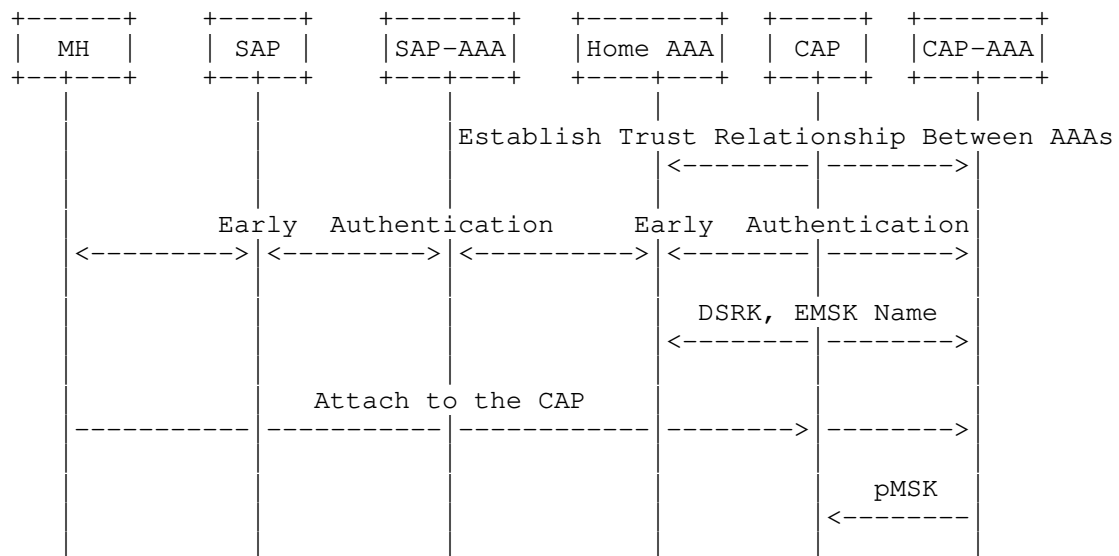 MH SAP SAP-AAA Home AAA CAP CAP-AAA
Establish Trust Relationship Between AAAs
Early Authentication Early Authentication
DSRK, EMSK Name
Attach to the CAP
pMSK